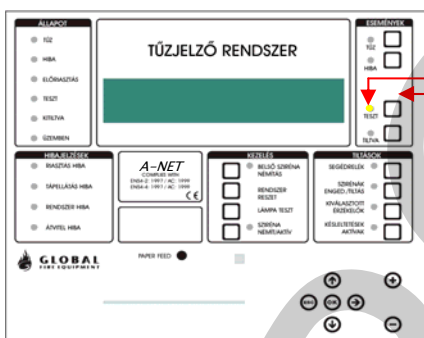 ÁLLAPOT
TŰZ
HIBA
ELŐRIASZTÁS
TESZT
KITILTVA
ÜZEMBEN
TŰZJELZŐ RENDSZER
ESEMÉNYEK
TŰZ
HIBA
TESZT
TILTVA
HIBAJELZÉSEK
RIASZTÁS HIBA
TÁPELLÁTÁS HIBA
RENDSZER HIBA
ÁTVITEL HIBA
A-NET
COMPLIES WITH
EN54-2: 1997 / AC: 1999
EN54-4: 1997 / AC: 1999
CE
KEZELÉS
BELSŐ SZIRÉNA
NÉMÍTÁS
RENDSZER
RESZET
LÁMPA TESZT
SZIRÉNA
NÉMÍT/AKTÍV
TILTÁSOK
SEGÉDRELÉK
SZIRÉNÁK
ENGED./TILTÁS
KIVÁLASZTOTT
ÉRZÉKELŐK
KÉSLELTETÉSEK
AKTÍVAK
GLOBAL
FIRE EQUIPMENT
PAPER FEED
ESC